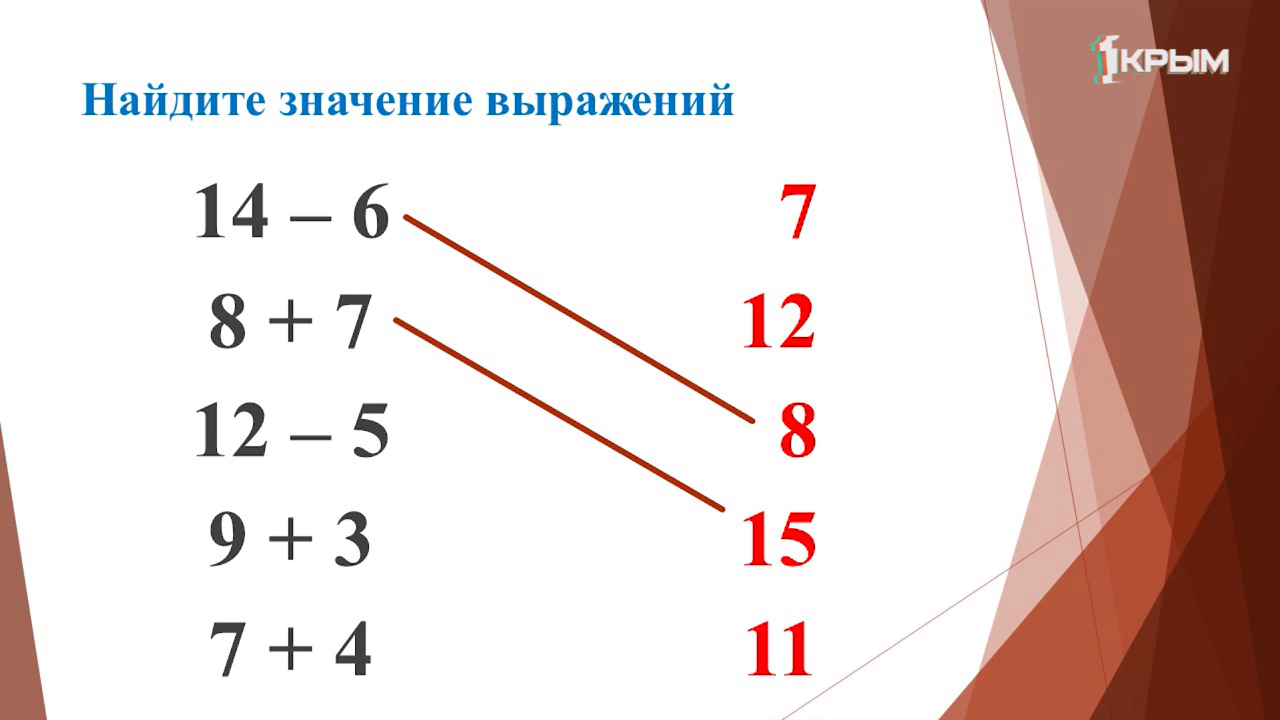 1КРЫМ
Найдите значение выражений
14 – 6 7
8 + 7 12
12 – 5 8
9 + 3 15
7 + 4 11